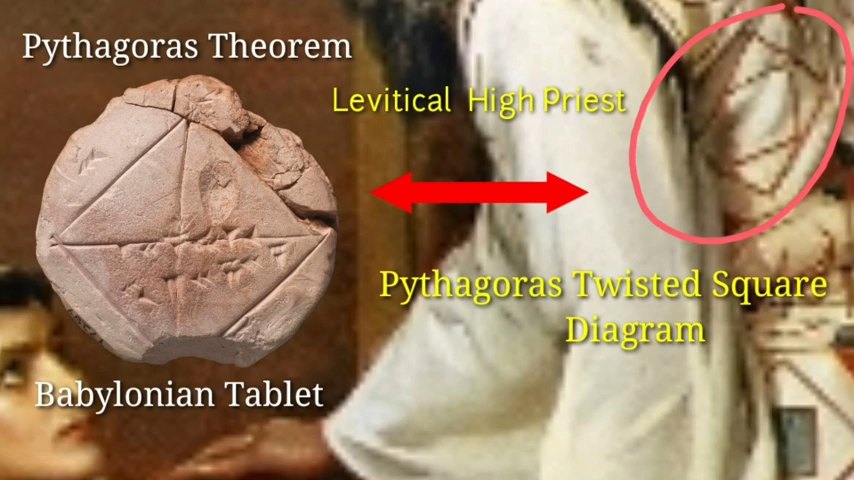 Pythagoras Theorem
Levitical High Priest
Pythagoras Twisted Square
Diagram
Babylonian Tablet